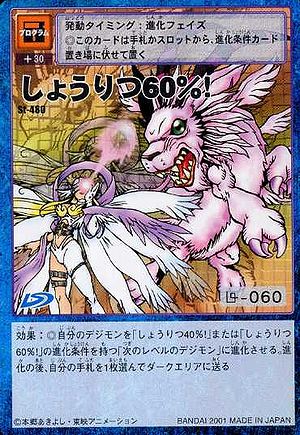 プログラム
+30
発動タイミング：進化フェイズ
◎このカードは手札かスロットから、進化条件カード
置き場に伏せて置く
しょうりつ60%!
St-460
-060
効果：◎自分のデジモンを「しょうりつ40%!」または「しょうりつ
60%!」の進化条件を持つ「次のレベルのデジモン」に進化させる。進
化の後、自分の手札を1枚選んでダークエリアに送る
©本郷あきよし・東映アニメーション
BANDAI 2001 MADE IN JAPAN